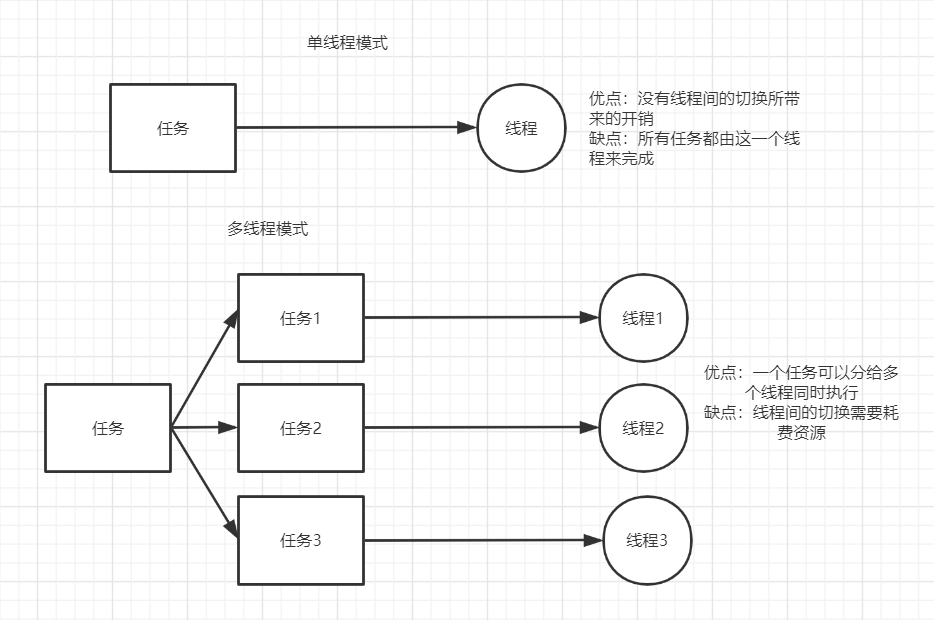 单线程模式
任务
线程
优点：没有线程间的切换所带
来的开销
缺点：所有任务都由这一个线
程来完成
多线程模式
任务1
线程1
优点：一个任务可以分给多
个线程同时执行
缺点：线程间的切换需要耗
费资源
任务
任务2
线程2
任务3
线程3